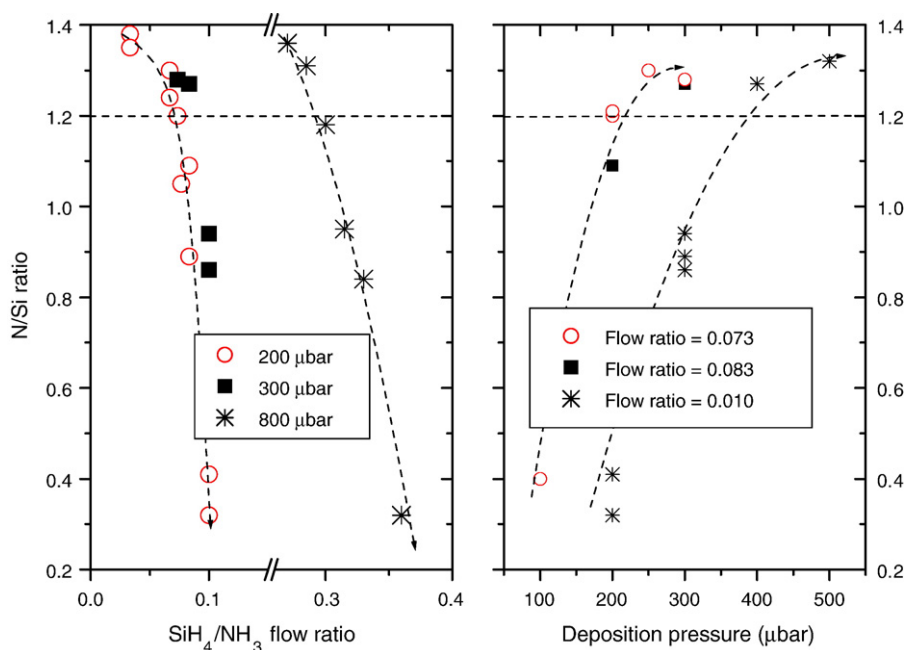 1.4
1.2
1.0
0.8
0.6
0.4
0.2
N/Si ratio
200 μbar
300 μbar
800 μbar
0.0
0.1
0.3
0.4
SiH₄/NH₃ flow ratio
Flow ratio = 0.073
Flow ratio = 0.083
Flow ratio = 0.010
1.4
1.2
1.0
0.8
0.6
0.4
0.2
100
200
300
400
500
Deposition pressure (μbar)